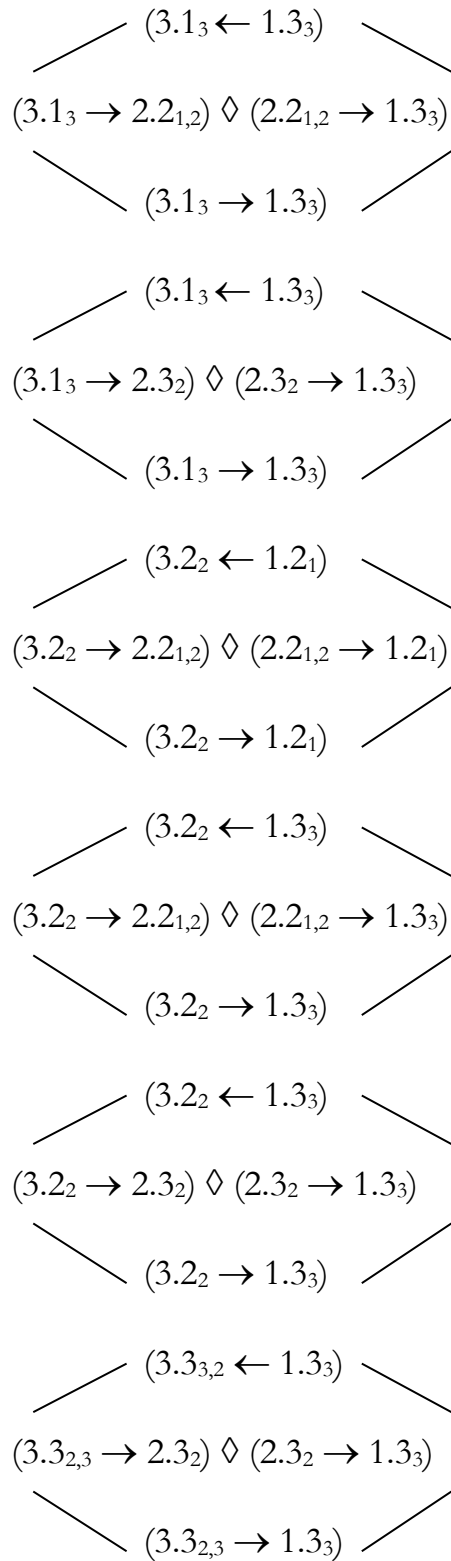 (3.1₃ ← 1.3₃)
(3.1₃ → 2.2₁,₂) ◊ (2.2₁,₂ → 1.3₃)
(3.1₃ → 1.3₃)
(3.1₃ ← 1.3₃)
(3.1₃ → 2.3₂) ◊ (2.3₂ → 1.3₃)
(3.1₃ → 1.3₃)
(3.2₂ ← 1.2₁)
(3.2₂ → 2.2₁,₂) ◊ (2.2₁,₂ → 1.2₁)
(3.2₂ → 1.2₁)
(3.2₂ ← 1.3₃)
(3.2₂ → 2.2₁,₂) ◊ (2.2₁,₂ → 1.3₃)
(3.2₂ → 1.3₃)
(3.2₂ ← 1.3₃)
(3.2₂ → 2.3₂) ◊ (2.3₂ → 1.3₃)
(3.2₂ → 1.3₃)
(3.3₃,₂ ← 1.3₃)
(3.3₂,₃ → 2.3₂) ◊ (2.3₂ → 1.3₃)
(3.3₂,₃ → 1.3₃)